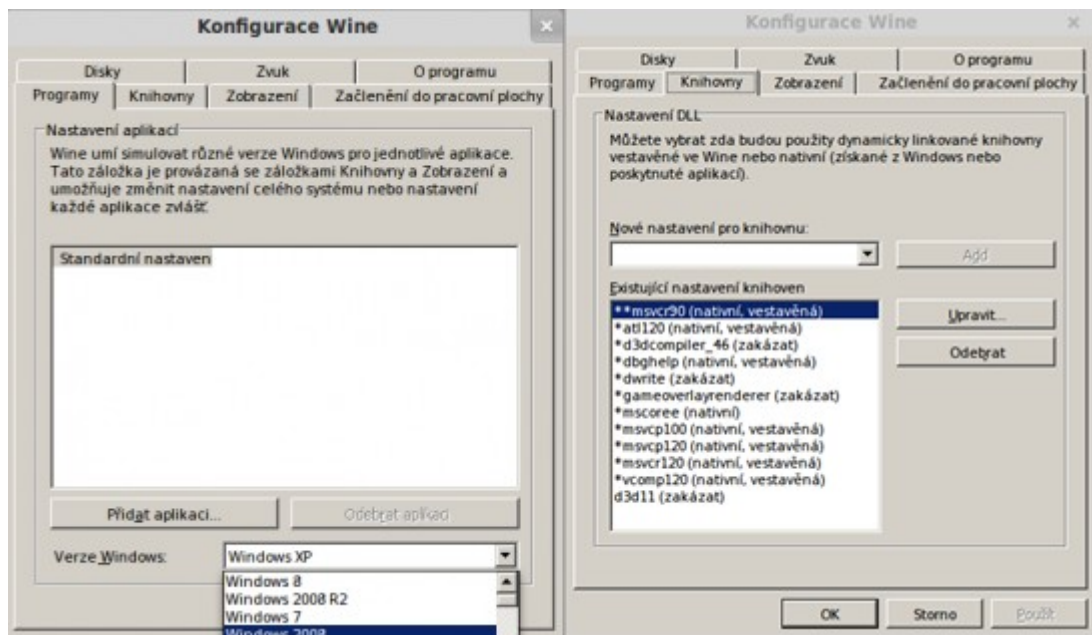 Konfigurace Wine
Disky
Zvuk
O programu
Programy
Knihovny
Zobrazení
Začlenění do pracovní plochy
Nastavení aplikací
Wine umí simulovat různé verze Windows pro jednotlivé aplikace.
Tato záložka je provázaná se záložkami Knihovny a Zobrazení a
umožňuje změnit nastavení celého systému nebo nastavení
každé aplikace zvlášť.
Standardní nastaven
Přidat aplikaci...
Odebrat aplikaci
Verze Windows:
Windows XP
Windows 8
Windows 2008 R2
Windows 7
Windows 2008
Konfigurace Wine
Disky
Zvuk
O programu
Programy
Knihovny
Zobrazení
Začlenění do pracovní plochy
Nastavení DLL
Můžete vybrat zda budou použity dynamicky linkované knihovny
vestavěné ve Wine nebo nativní (získané z Windows nebo
poskytnuté aplikací).
Nové nastavení pro knihovnu:
Add
Existující nastavení knihoven
**msvcr90 (nativní, vestavěná)
*atl120 (nativní, vestavěná)
*d3dcompiler_46 (zakázat)
*dbghelp (nativní, vestavěná)
*dwrite (zakázat)
*gameoverlayrenderer (zakázat)
*mscoree (nativní)
*msvcp100 (nativní, vestavěná)
*msvcp120 (nativní, vestavěná)
*msvcr120 (nativní, vestavěná)
*vcomp120 (nativní, vestavěná)
d3d11 (zakázat)
Upravit...
Odebrat
OK
Storno
Použít